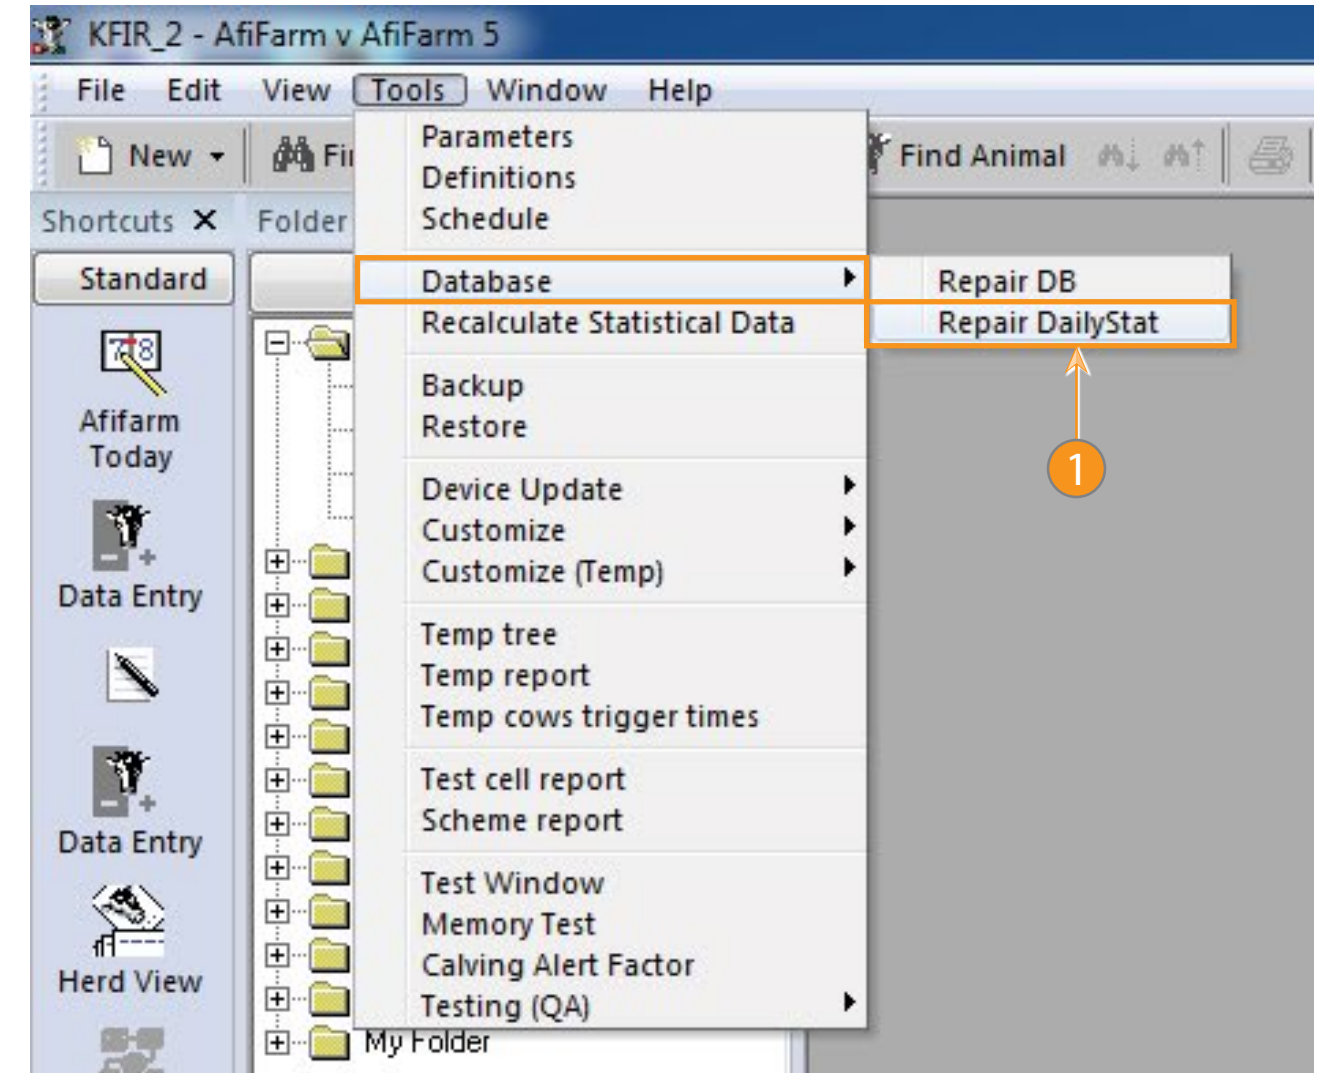 KFIR_2 - AfiFarm v AfiFarm 5
File Edit View Tools Window Help
New Find Animal
Shortcuts Folder
Standard
Afifarm
Today
Data Entry
Data Entry
Herd View
My Folder
Parameters
Definitions
Schedule
Database
Recalculate Statistical Data
Backup
Restore
Device Update
Customize
Customize (Temp)
Temp tree
Temp report
Temp cows trigger times
Test cell report
Scheme report
Test Window
Memory Test
Calving Alert Factor
Testing (QA)
Repair DB
Repair DailyStat
1